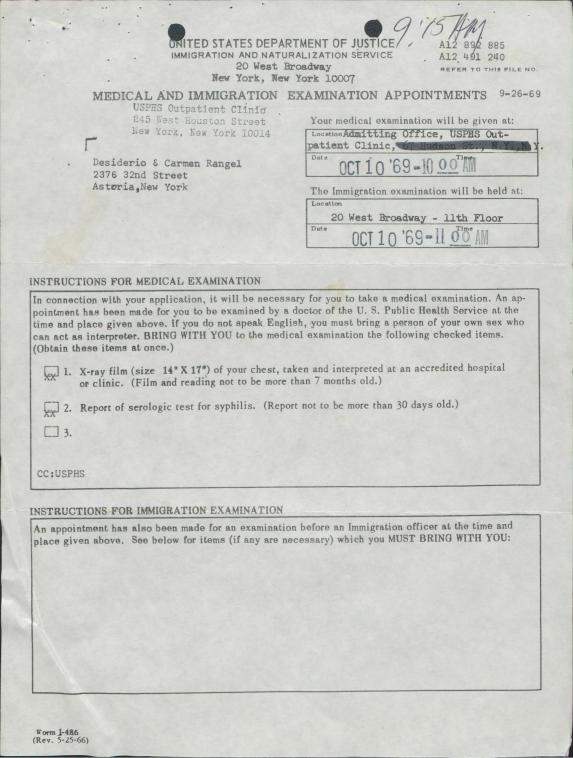 9:15 AM
UNITED STATES DEPARTMENT OF JUSTICE
IMMIGRATION AND NATURALIZATION SERVICE
20 West Broadway
New York, New York 10007
A12 892 885
A12 491 240
REFER TO THIS FILE NO.
MEDICAL AND IMMIGRATION EXAMINATION APPOINTMENTS 9-26-69
USPHS Outpatient Clinic
245 West Houston Street
New York, New York 10014
Desiderio & Carmen Rangel
2376 32nd Street
Astoria,New York
Your medical examination will be given at:
Location Admitting Office, USPHS Out-
patient Clinic, 67 Hudson St., N.Y., N.Y.
Date Time
OCT 10 '69-10 00 AM
The Immigration examination will be held at:
Location
20 West Broadway - 11th Floor
Date Time
OCT 10 '69-11 00 AM
INSTRUCTIONS FOR MEDICAL EXAMINATION
In connection with your application, it will be necessary for you to take a medical examination. An ap-
pointment has been made for you to be examined by a doctor of the U. S. Public Health Service at the
time and place given above. If you do not speak English, you must bring a person of your own sex who
can act as interpreter. BRING WITH YOU to the medical examination the following checked items.
(Obtain these items at once.)
xx 1. X-ray film (size 14" X 17") of your chest, taken and interpreted at an accredited hospital
or clinic. (Film and reading not to be more than 7 months old.)
xx 2. Report of serologic test for syphilis. (Report not to be more than 30 days old.)
3.
CC:USPHS
INSTRUCTIONS FOR IMMIGRATION EXAMINATION
An appointment has also been made for an examination before an Immigration officer at the time and
place given above. See below for items (if any are necessary) which you MUST BRING WITH YOU:
Form I-486
(Rev. 5-25-66)